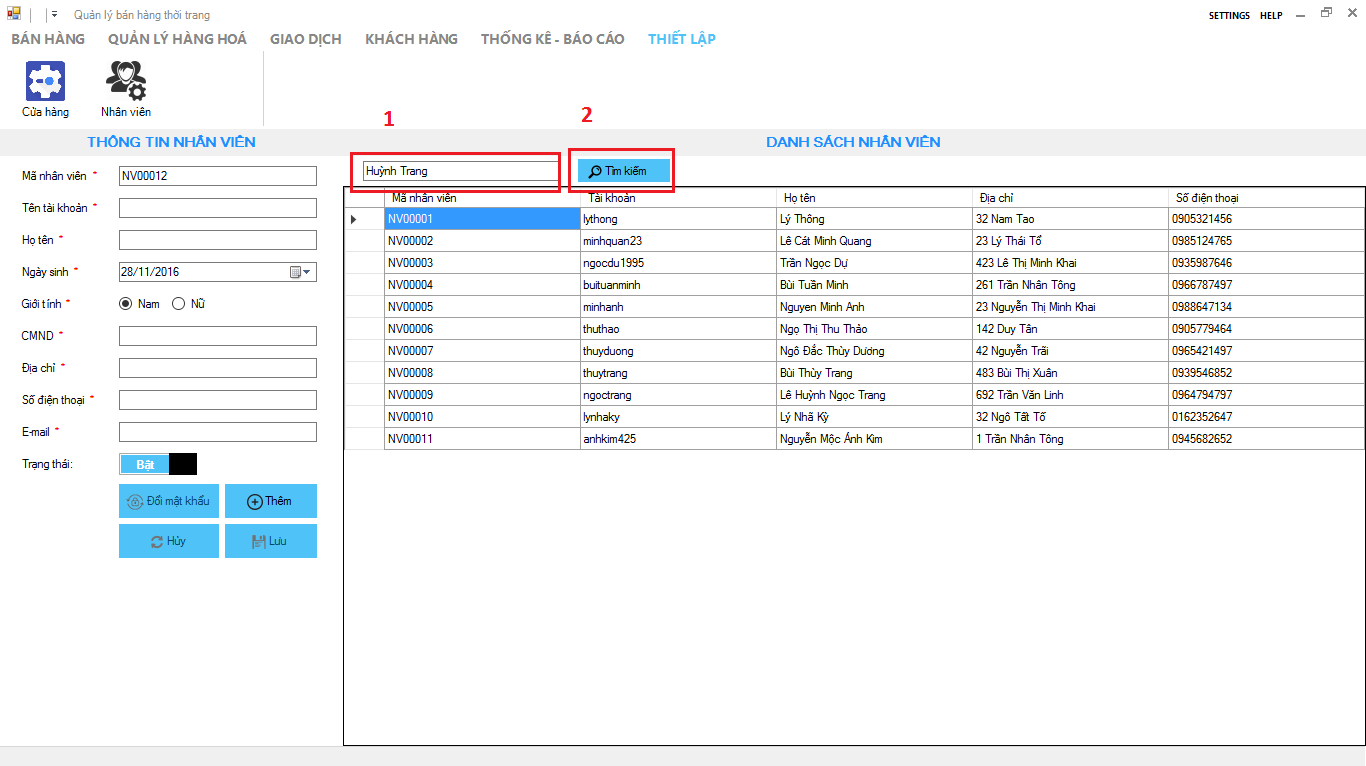 Quản lý bán hàng thời trang
SETTINGS HELP
BÁN HÀNG QUẢN LÝ HÀNG HOÁ GIAO DỊCH KHÁCH HÀNG THỐNG KÊ - BÁO CÁO THIẾT LẬP
Cửa hàng Nhân viên
1 2
THÔNG TIN NHÂN VIÊN
Mã nhân viên * NV00012
Tên tài khoản *
Họ tên *
Ngày sinh * 28/11/2016
Giới tính * Nam Nữ
CMND *
Địa chỉ *
Số điện thoại *
E-mail *
Trạng thái: Bật
Đổi mật khẩu Thêm
Hủy Lưu
DANH SÁCH NHÂN VIÊN
Huỳnh Trang Tìm kiếm
Mã nhân viên Tài khoản Họ tên Địa chỉ Số điện thoại
NV00001 lythong Lý Thông 32 Nam Tao 0905321456
NV00002 minhquan23 Lê Cát Minh Quang 23 Lý Thái Tổ 0985124765
NV00003 ngocdu1995 Trần Ngọc Dự 423 Lê Thị Minh Khai 0935987646
NV00004 buituanminh Bùi Tuần Minh 261 Trần Nhân Tông 0966787497
NV00005 minhanh Nguyen Minh Anh 23 Nguyễn Thị Minh Khai 0988647134
NV00006 thuthao Ngọ Thị Thu Thảo 142 Duy Tân 0905779464
NV00007 thuyduong Ngô Đắc Thùy Dương 42 Nguyễn Trãi 0965421497
NV00008 thuytrang Bùi Thùy Trang 483 Bùi Thị Xuân 0939546852
NV00009 ngoctrang Lê Huỳnh Ngọc Trang 692 Trần Văn Linh 0964794797
NV00010 lynhaky Lý Nhã Kỳ 32 Ngô Tất Tố 0162352647
NV00011 anhkim425 Nguyễn Mộc Ánh Kim 1 Trần Nhân Tông 0945682652